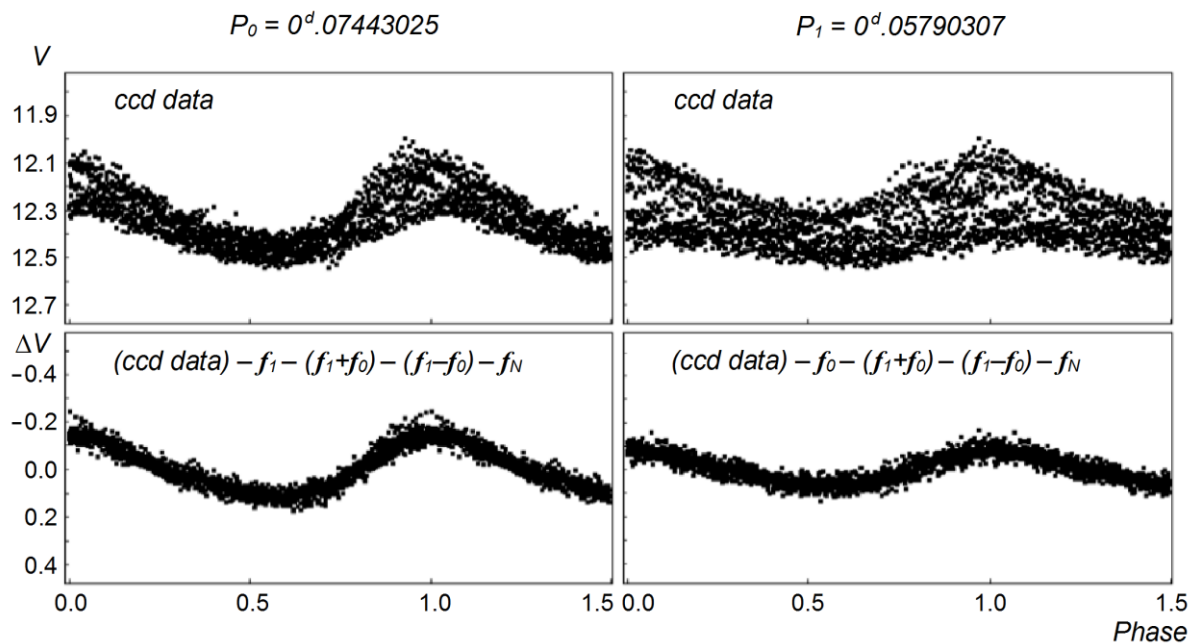 P₀ = 0ᵈ.07443025 P₁ = 0ᵈ.05790307
V
ccd data ccd data
11.9
12.1
12.3
12.5
12.7
ΔV
(ccd data) – f₁ – (f₁+f₀) – (f₁–f₀) – f_N (ccd data) – f₀ – (f₁+f₀) – (f₁–f₀) – f_N
−0.4
−0.2
0.0
0.2
0.4
0.0 0.5 1.0 1.5 0.0 0.5 1.0 1.5
Phase